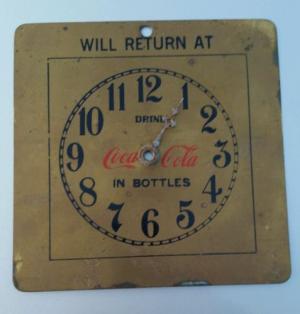 WILL RETURN AT
12
11 1
10 2
DRINK
9 Coca Cola 3
IN BOTTLES
8 4
7 5
6